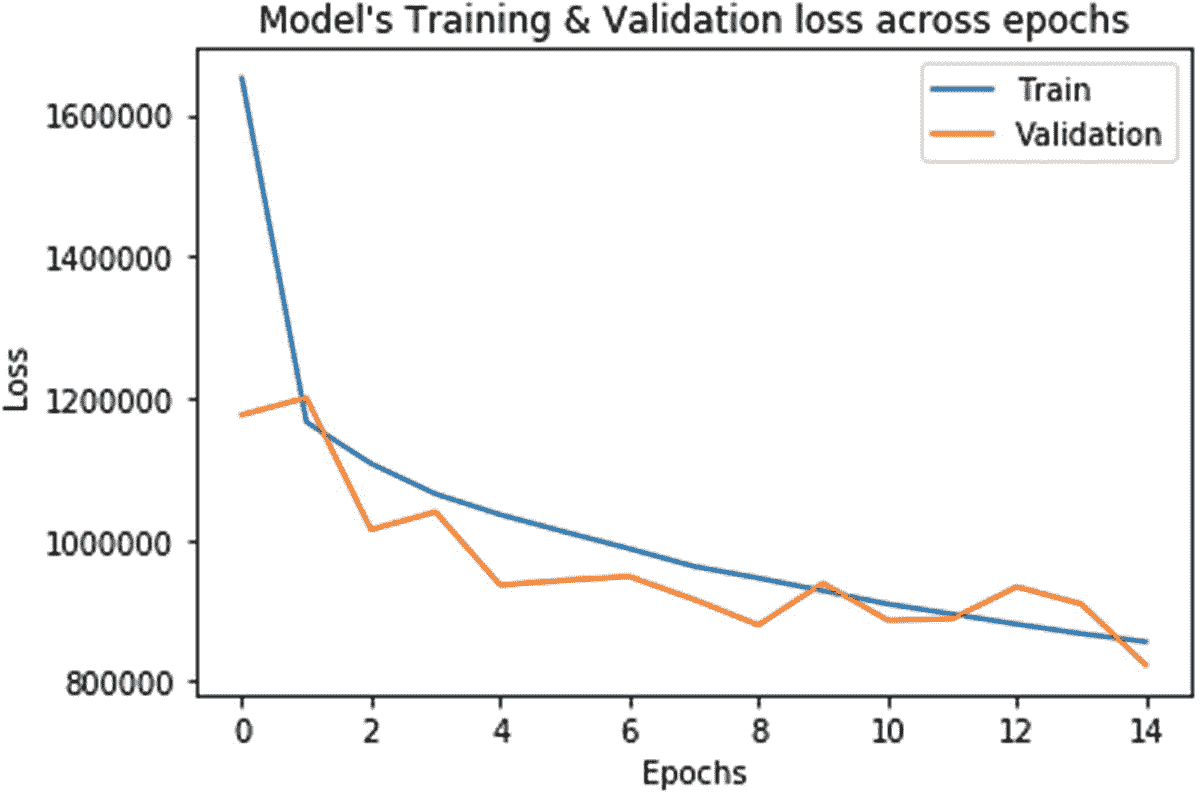 Model's Training & Validation loss across epochs
Train
Validation
1600000
1400000
1200000
1000000
800000
Loss
0 2 4 6 8 10 12 14
Epochs